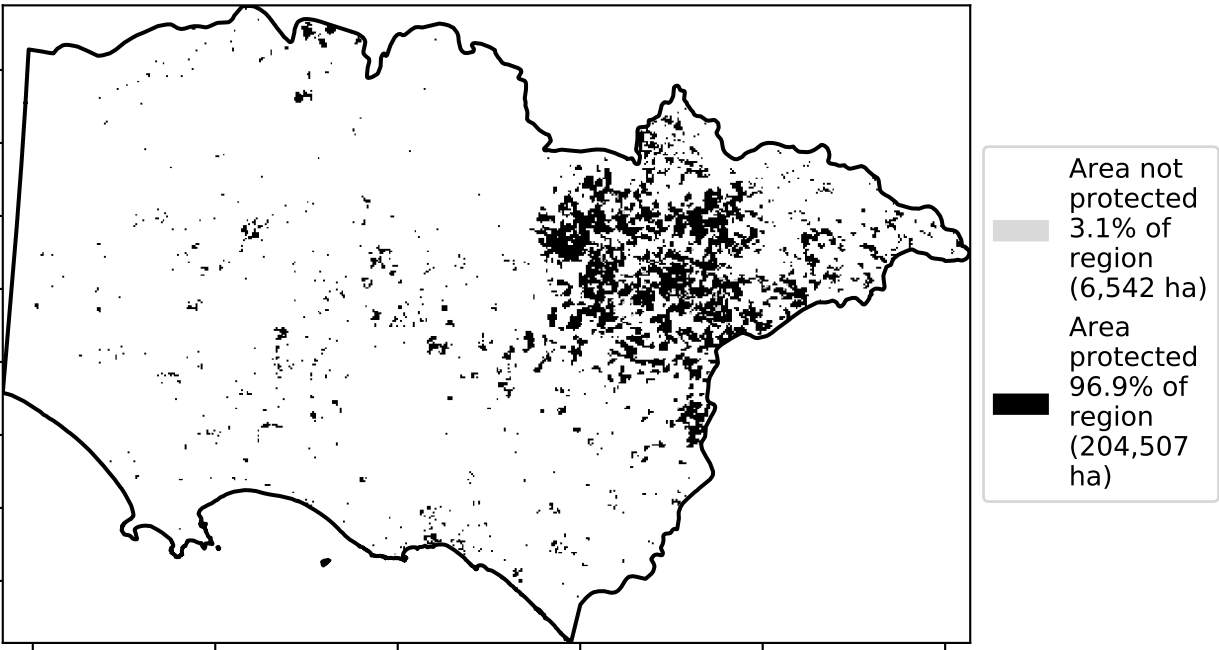 Area not
protected
3.1% of
region
(6,542 ha)
Area
protected
96.9% of
region
(204,507
ha)